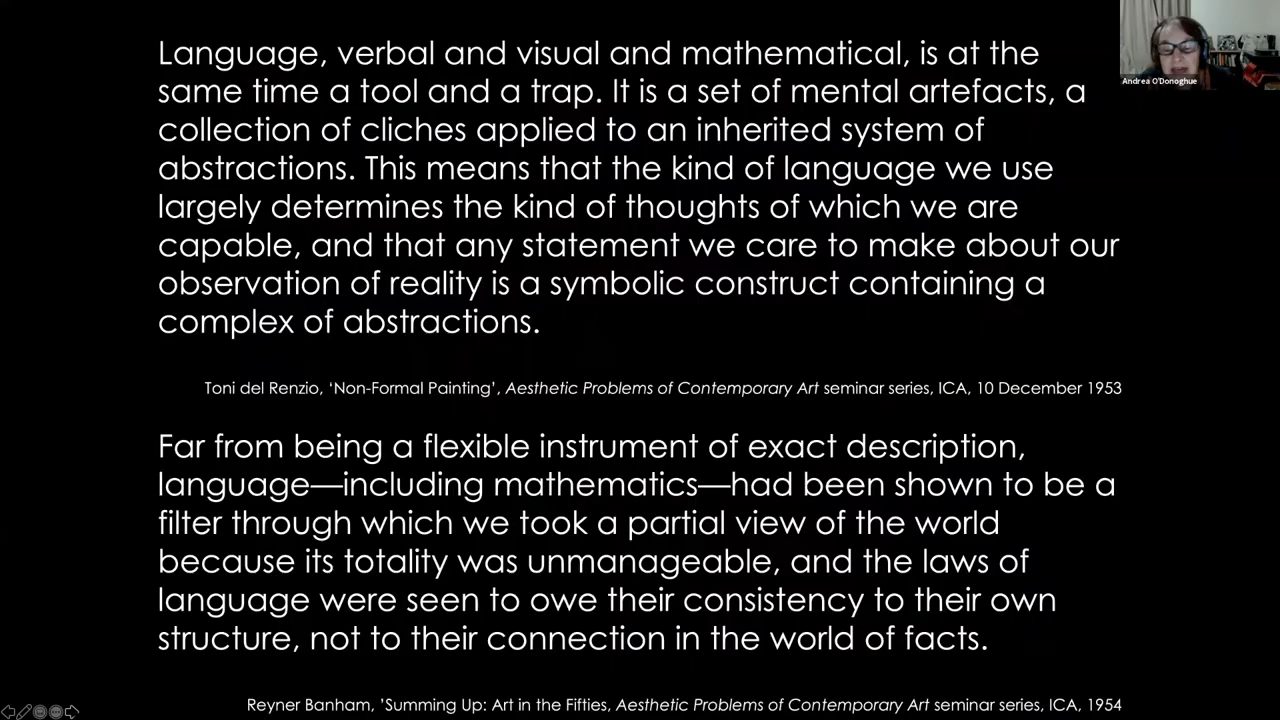 Language, verbal and visual and mathematical, is at the
same time a tool and a trap. It is a set of mental artefacts, a
collection of cliches applied to an inherited system of
abstractions. This means that the kind of language we use
largely determines the kind of thoughts of which we are
capable, and that any statement we care to make about our
observation of reality is a symbolic construct containing a
complex of abstractions.
Toni del Renzio, ‘Non-Formal Painting’, Aesthetic Problems of Contemporary Art seminar series, ICA, 10 December 1953
Far from being a flexible instrument of exact description,
language—including mathematics—had been shown to be a
filter through which we took a partial view of the world
because its totality was unmanageable, and the laws of
language were seen to owe their consistency to their own
structure, not to their connection in the world of facts.
Reyner Banham, ’Summing Up: Art in the Fifties, Aesthetic Problems of Contemporary Art seminar series, ICA, 1954
Andrea O'Donoghue